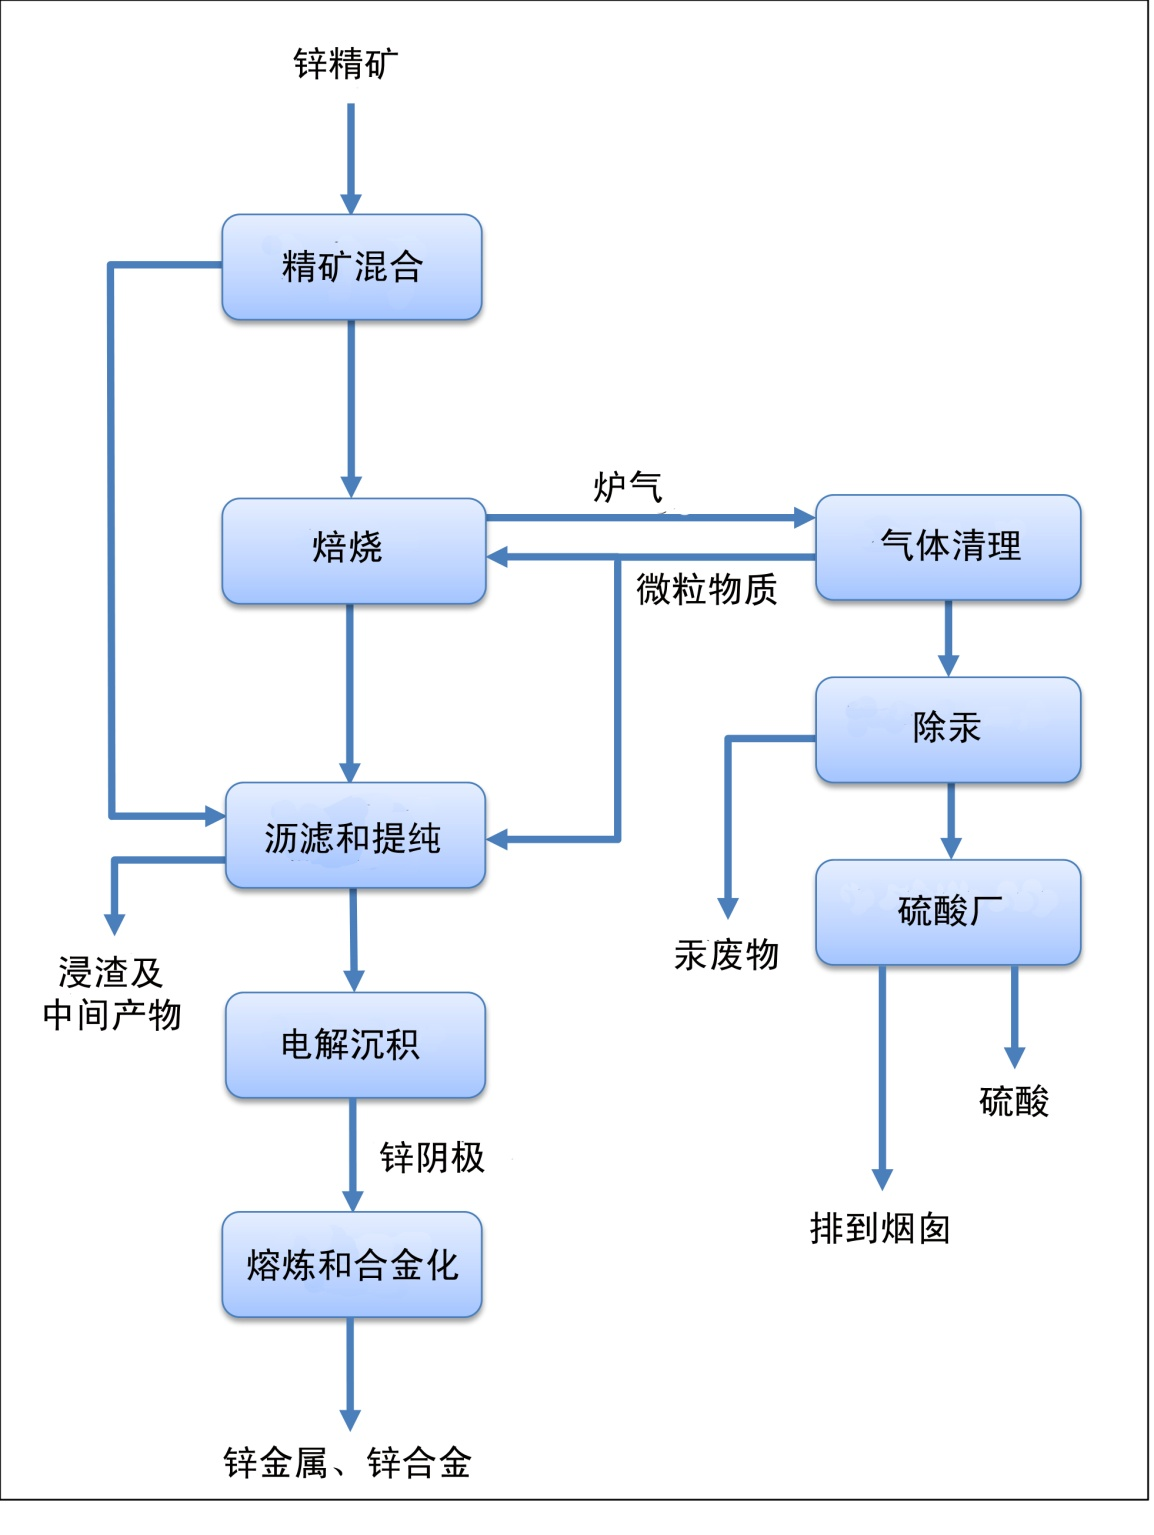 锌精矿
精矿混合
炉气
焙烧
气体清理
微粒物质
除汞
沥滤和提纯
硫酸厂
汞废物
浸渣及
中间产物
电解沉积
硫酸
锌阴极
排到烟囱
熔炼和合金化
锌金属、锌合金